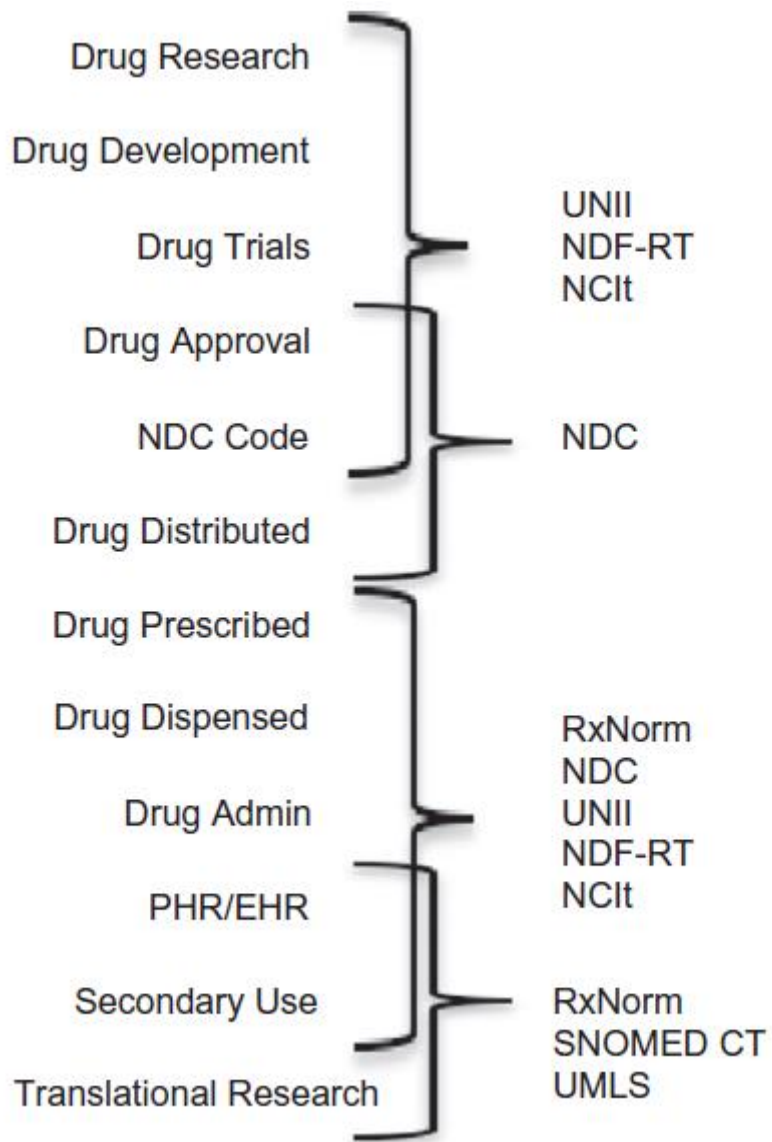 Drug Research
Drug Development
Drug Trials
Drug Approval
NDC Code
Drug Distributed
Drug Prescribed
Drug Dispensed
Drug Admin
PHR/EHR
Secondary Use
Translational Research
UNII
NDF-RT
NCIt
NDC
RxNorm
NDC
UNII
NDF-RT
NCIt
RxNorm
SNOMED CT
UMLS